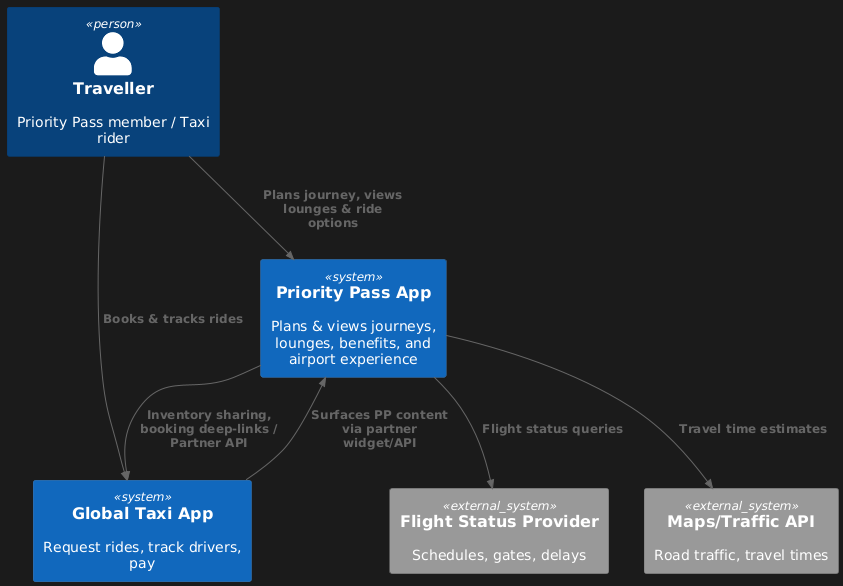 «person»
Traveller
Priority Pass member / Taxi
rider
Plans journey, views
lounges & ride
options
«system»
Priority Pass App
Plans & views journeys,
lounges, benefits, and
airport experience
Books & tracks rides
Inventory sharing,
booking deep-links /
Partner API
Surfaces PP content
via partner
widget/API
Flight status queries
Travel time estimates
«system»
Global Taxi App
Request rides, track drivers,
pay
«external_system»
Flight Status Provider
Schedules, gates, delays
«external_system»
Maps/Traffic API
Road traffic, travel times